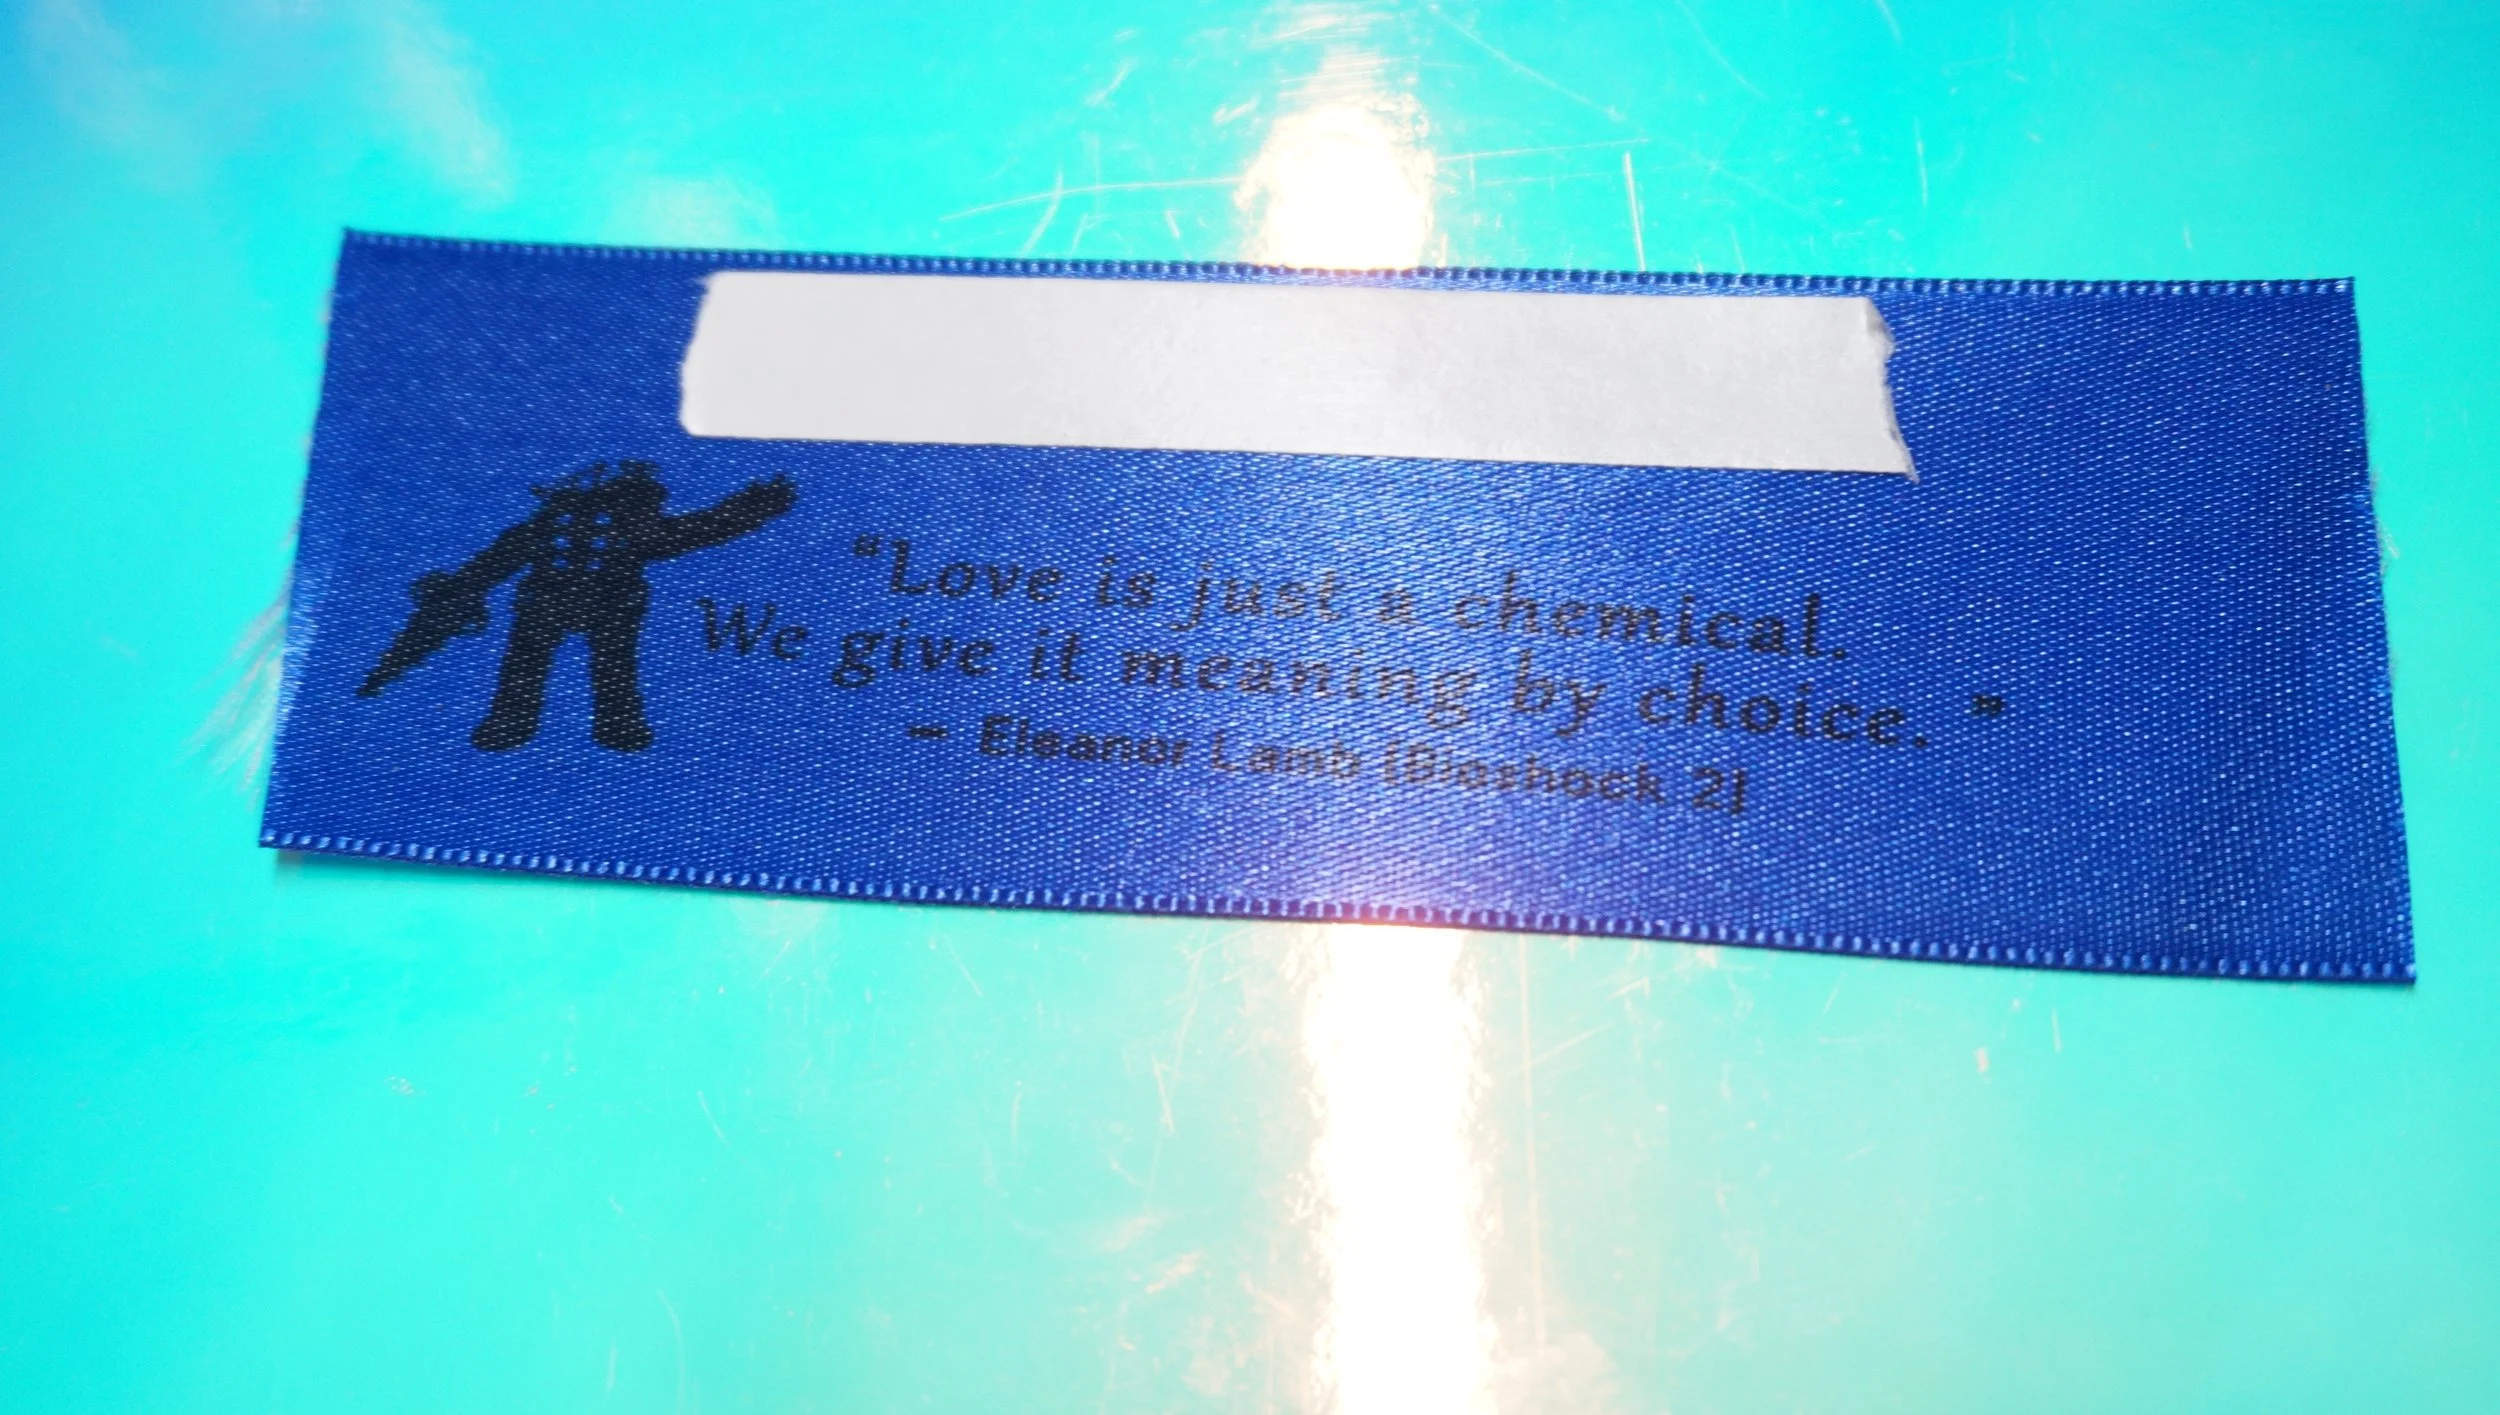 “Love is just a chemical.
We give it meaning by choice. ”
– Eleanor Lamb (Bioshock 2)